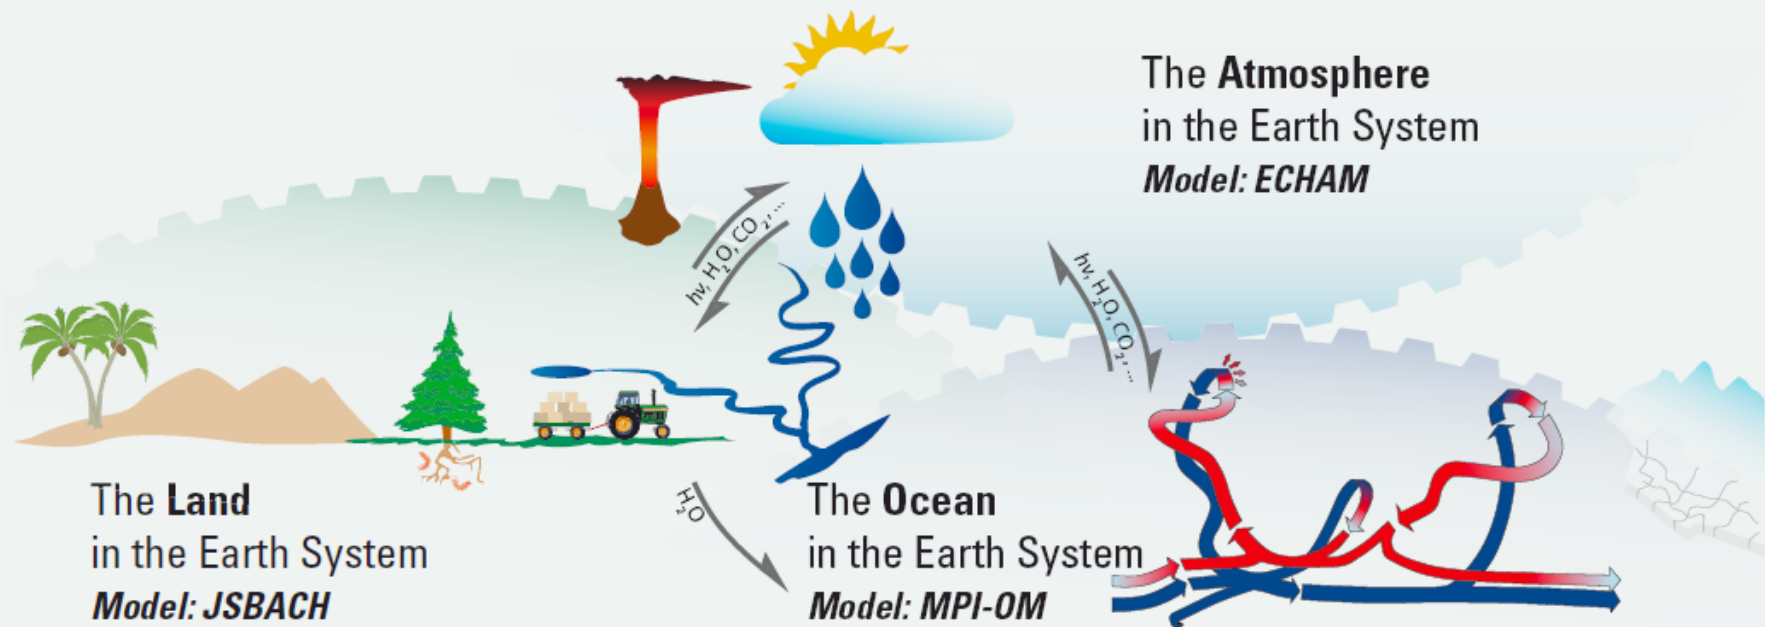 The Atmosphere
in the Earth System
Model: ECHAM
hν, H₂O, CO₂, ...
hν, H₂O, CO₂, ...
The Land
in the Earth System
Model: JSBACH
H₂O
The Ocean
in the Earth System
Model: MPI-OM